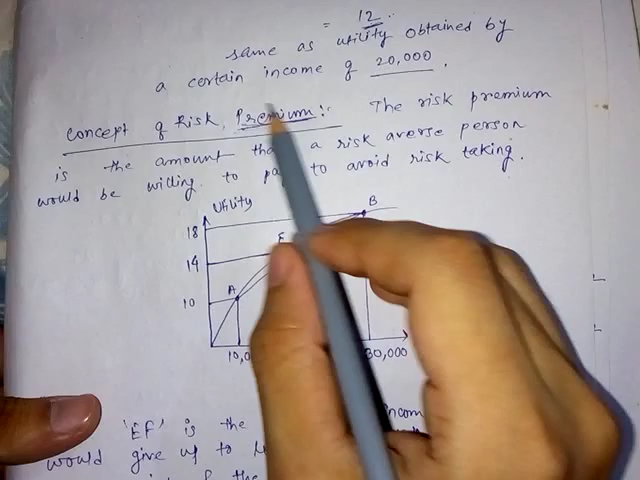 = 12
same as utility obtained by
a certain income of 20,000.
Concept of Risk Premium:- The risk premium
is the amount that a risk averse person
would be willing to pay to avoid risk taking.
Utility
B
18
14
E
A
10
10,0
30,000
'EF' is the incom
would give up to
the